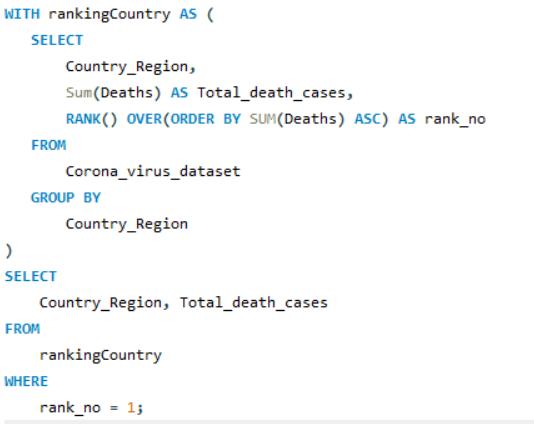 WITH rankingCountry AS (
SELECT
Country_Region,
Sum(Deaths) AS Total_death_cases,
RANK() OVER(ORDER BY SUM(Deaths) ASC) AS rank_no
FROM
Corona_virus_dataset
GROUP BY
Country_Region
)
SELECT
Country_Region, Total_death_cases
FROM
rankingCountry
WHERE
rank_no = 1;